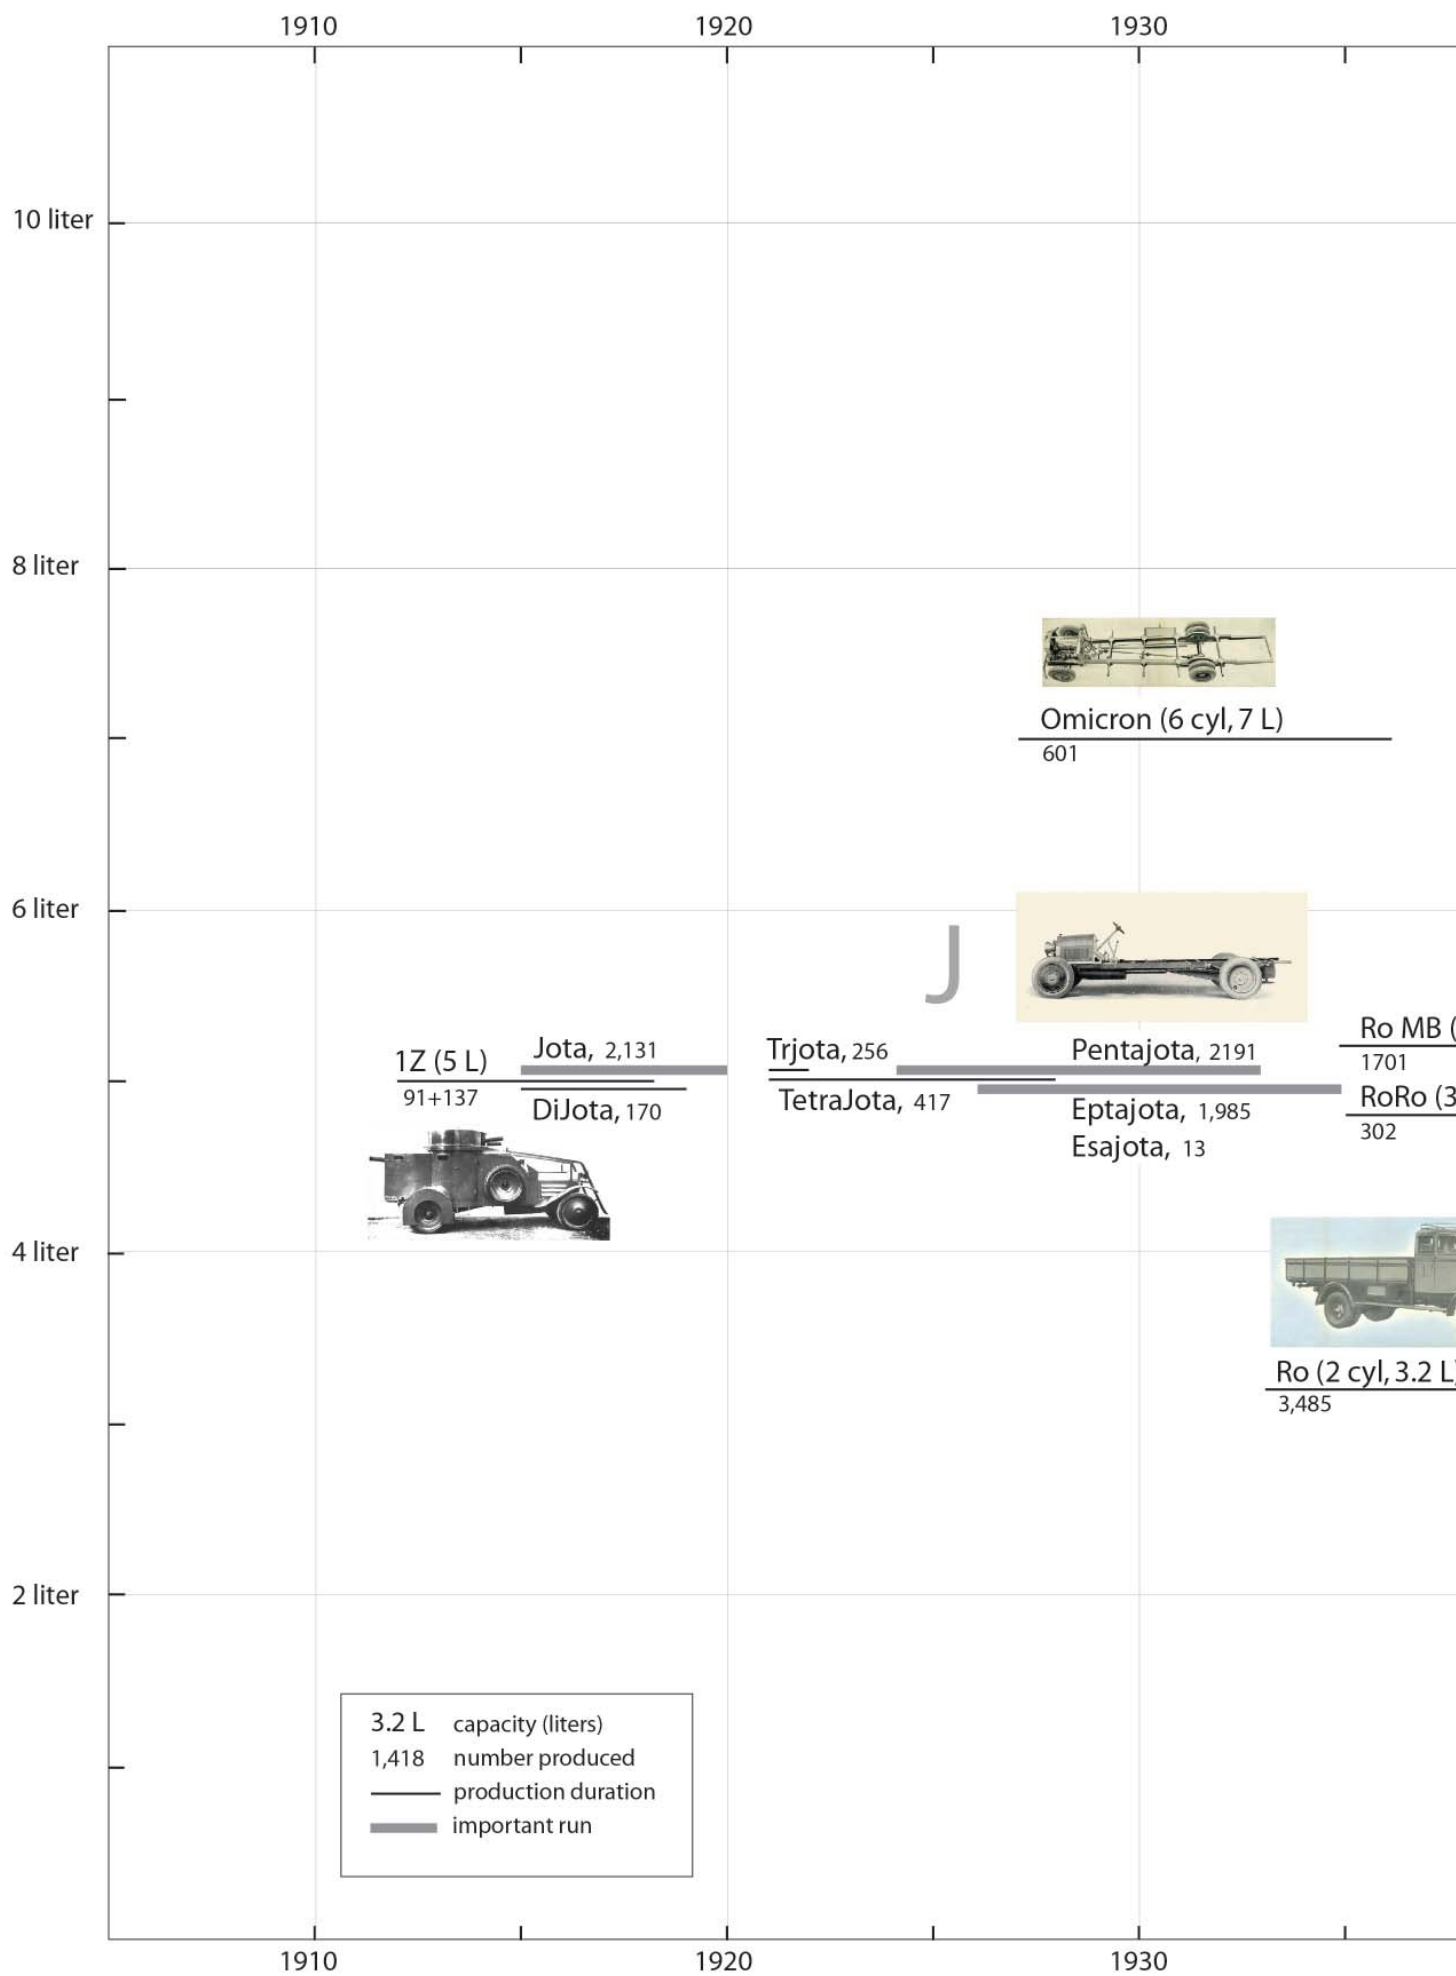 1910 1920 1930
10 liter
8 liter
Omicron (6 cyl, 7 L)
601
6 liter
J
Ro MB (
1701
1Z (5 L)
91+137
Jota, 2,131
DiJota, 170
Trjota, 256
TetraJota, 417
Pentajota, 2191
Eptajota, 1,985
Esajota, 13
RoRo (3
302
4 liter
Ro (2 cyl, 3.2 L)
3,485
2 liter
3.2 L capacity (liters)
1,418 number produced
production duration
important run
1910 1920 1930